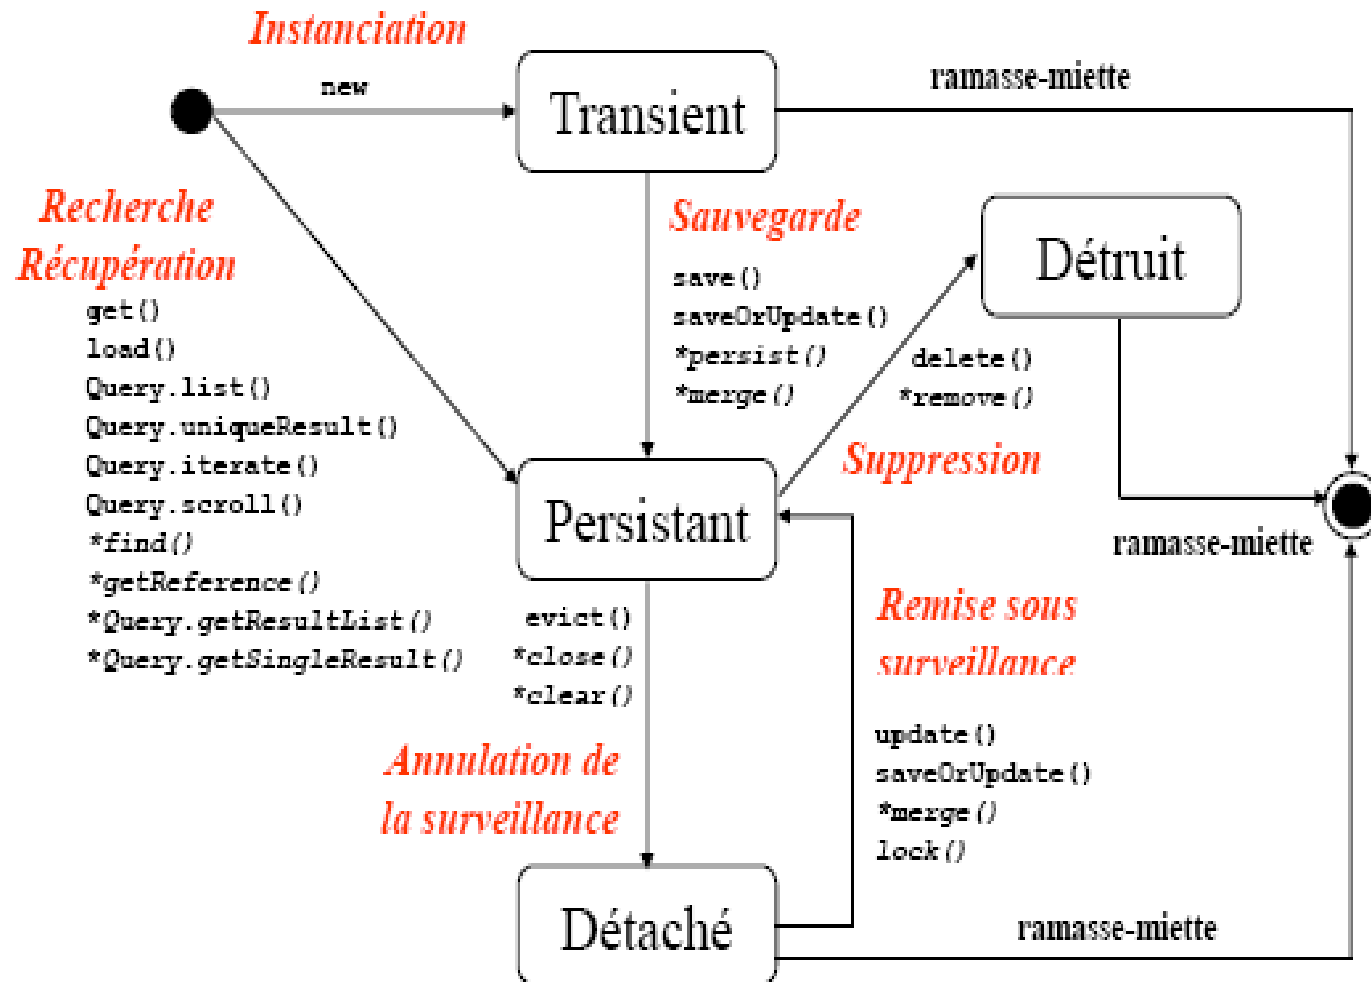 Instanciation
new
Transient
ramasse-miette
Recherche
Récupération
get()
load()
Query.list()
Query.uniqueResult()
Query.iterate()
Query.scroll()
*find()
*getReference()
*Query.getResultList()
*Query.getSingleResult()
Sauvegarde
save()
saveOrUpdate()
*persist()
*merge()
Détruit
delete()
*remove()
Suppression
ramasse-miette
Persistant
evict()
*close()
*clear()
Annulation de
la surveillance
Remise sous
surveillance
update()
saveOrUpdate()
*merge()
lock()
Détaché
ramasse-miette